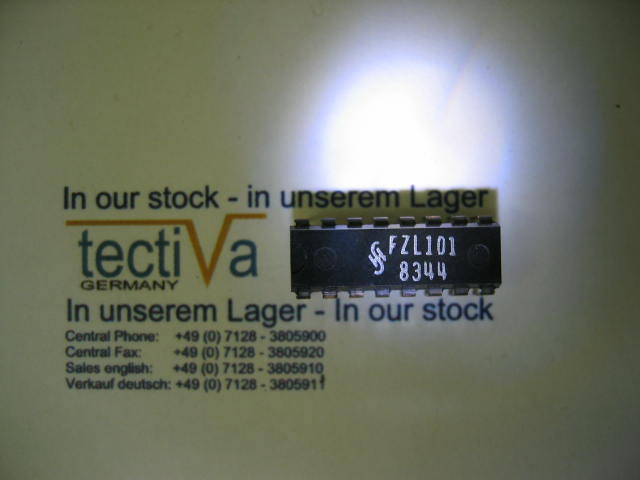 In our stock - in unserem Lager
tectiVa
GERMANY
FZL101
8344
In unserem Lager - In our stock
Central Phone: +49 (0) 7128 - 3805900
Central Fax: +49 (0) 7128 - 3805920
Sales english: +49 (0) 7128 - 3805910
Verkauf deutsch: +49 (0) 7128 - 3805911